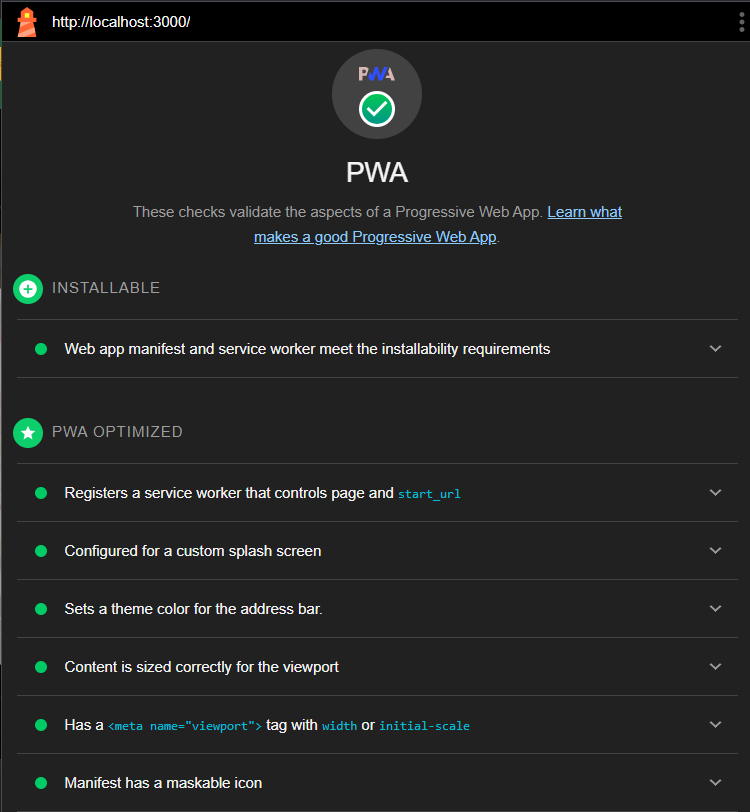 http://localhost:3000/
PWA
PWA
These checks validate the aspects of a Progressive Web App. Learn what
makes a good Progressive Web App.
INSTALLABLE
Web app manifest and service worker meet the installability requirements
PWA OPTIMIZED
Registers a service worker that controls page and start_url
Configured for a custom splash screen
Sets a theme color for the address bar.
Content is sized correctly for the viewport
Has a <meta name="viewport"> tag with width or initial-scale
Manifest has a maskable icon